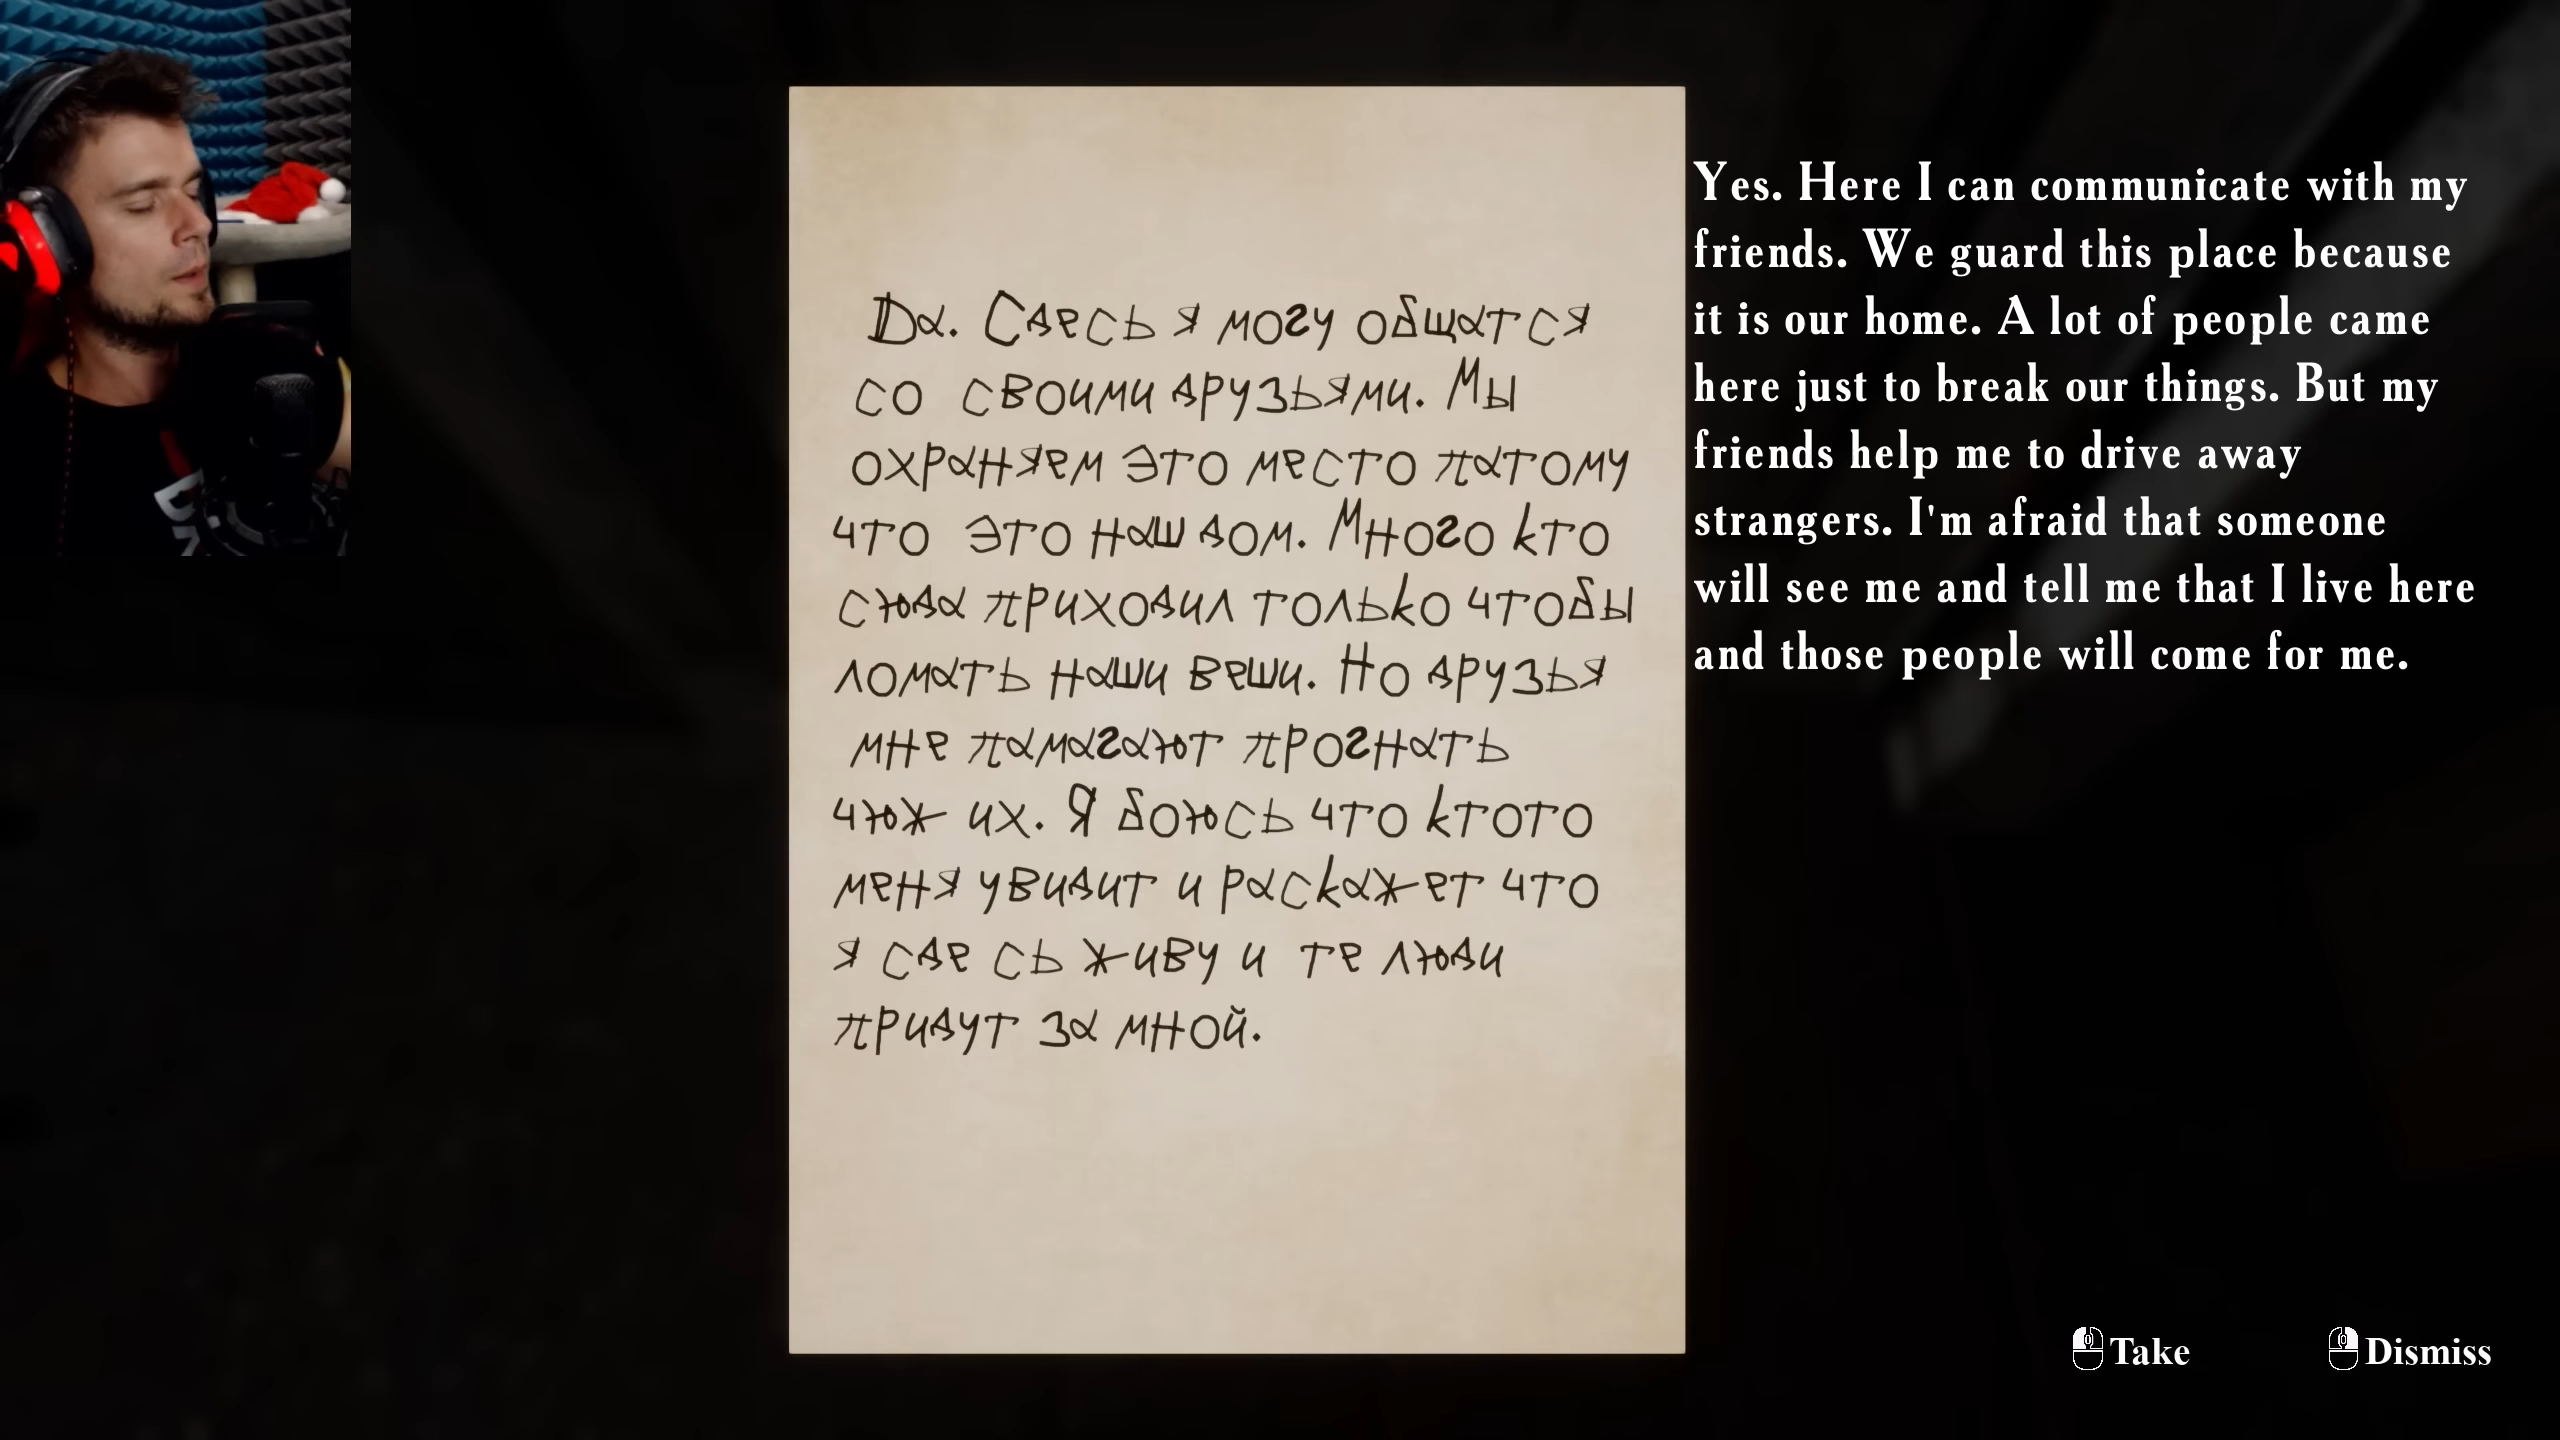 Да. Сдесь я могу общатся
со своими друзьями. Мы
охраняем это место патому
что это наш дом. Много кто
сюда приходил только чтобы
ломать наши веши. Но друзья
мне памагают прогнать
чюж их. Я боюсь что ктото
меня увидит и раскажет что
я сде сь живу и те люди
придут за мной.
Yes. Here I can communicate with my
friends. We guard this place because
it is our home. A lot of people came
here just to break our things. But my
friends help me to drive away
strangers. I'm afraid that someone
will see me and tell me that I live here
and those people will come for me.
Take Dismiss